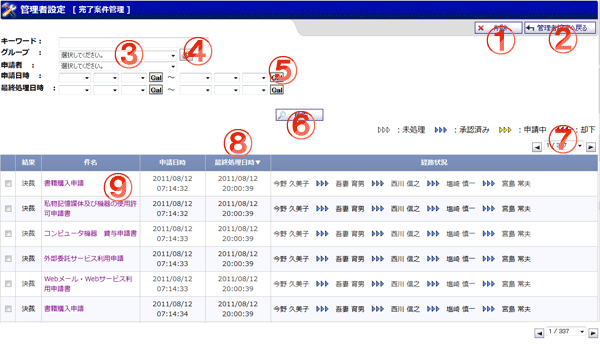 管理者設定 [ 完了案件管理 ]
① ② 管理者設定へ戻る
キーワード :
グループ : 選択してください。 ③ ④
申請者 : 選択してください。
申請日時 : Cal ~ ⑤
最終処理日時 : Cal ~ Cal
⑥
:未処理 :承認済み :申請中 :却下
⑦ 1 / 337
⑧
結果 件名 申請日時 最終処理日時▼ 経路状況
決裁 書籍購入申請 ⑨ 2011/08/12 07:14:32 2011/08/12 20:00:39 今野 久美子 吾妻 育男 西川 信之 塩崎 慎一 宮島 常夫
決裁 私物記憶媒体及び機器の使用許可申請書 2011/08/12 07:14:33 2011/08/12 20:00:39 今野 久美子 吾妻 育男 西川 信之 塩崎 慎一 宮島 常夫
決裁 コンピュータ機器 貸与申請書 2011/08/12 07:14:33 2011/08/12 20:00:39 今野 久美子 吾妻 育男 西川 信之 塩崎 慎一 宮島 常夫
決裁 外部委託サービス利用申請 2011/08/12 07:14:33 2011/08/12 20:00:39 今野 久美子 吾妻 育男 西川 信之 塩崎 慎一 宮島 常夫
決裁 Webメール・Webサービス利用申請書 2011/08/12 07:14:33 2011/08/12 20:00:39 今野 久美子 吾妻 育男 西川 信之 塩崎 慎一 宮島 常夫
決裁 書籍購入申請 2011/08/12 07:14:34 2011/08/12 20:00:39 今野 久美子 吾妻 育男 西川 信之 塩崎 慎一 宮島 常夫
1 / 337